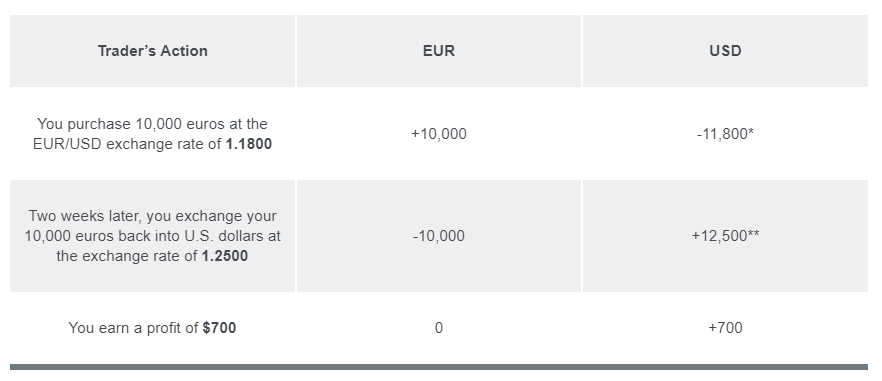 Trader’s Action EUR USD
You purchase 10,000 euros at the
EUR/USD exchange rate of 1.1800
+10,000
-11,800*
Two weeks later, you exchange your
10,000 euros back into U.S. dollars at
the exchange rate of 1.2500
-10,000
+12,500**
You earn a profit of $700 0 +700